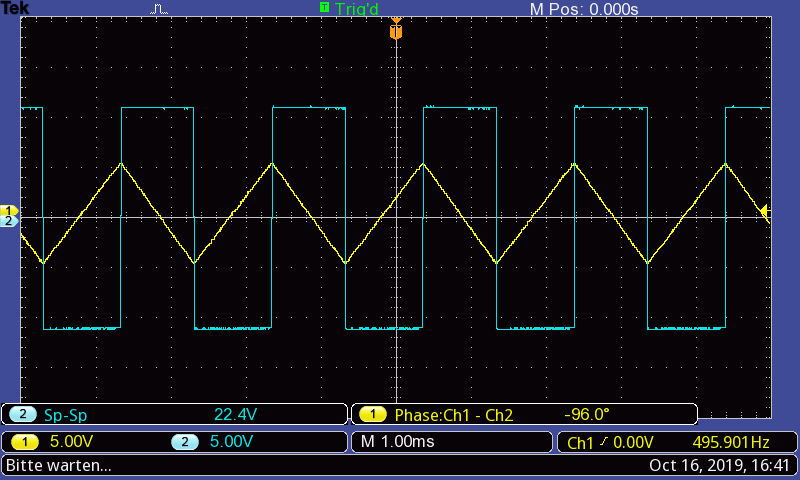 Tek T Trig'd M Pos: 0.000s
T
1
2
2 Sp-Sp 22.4V 1 Phase:Ch1 - Ch2 -96.0°
1 5.00V 2 5.00V M 1.00ms Ch1 / 0.00V 495.901Hz
Bitte warten... Oct 16, 2019, 16:41